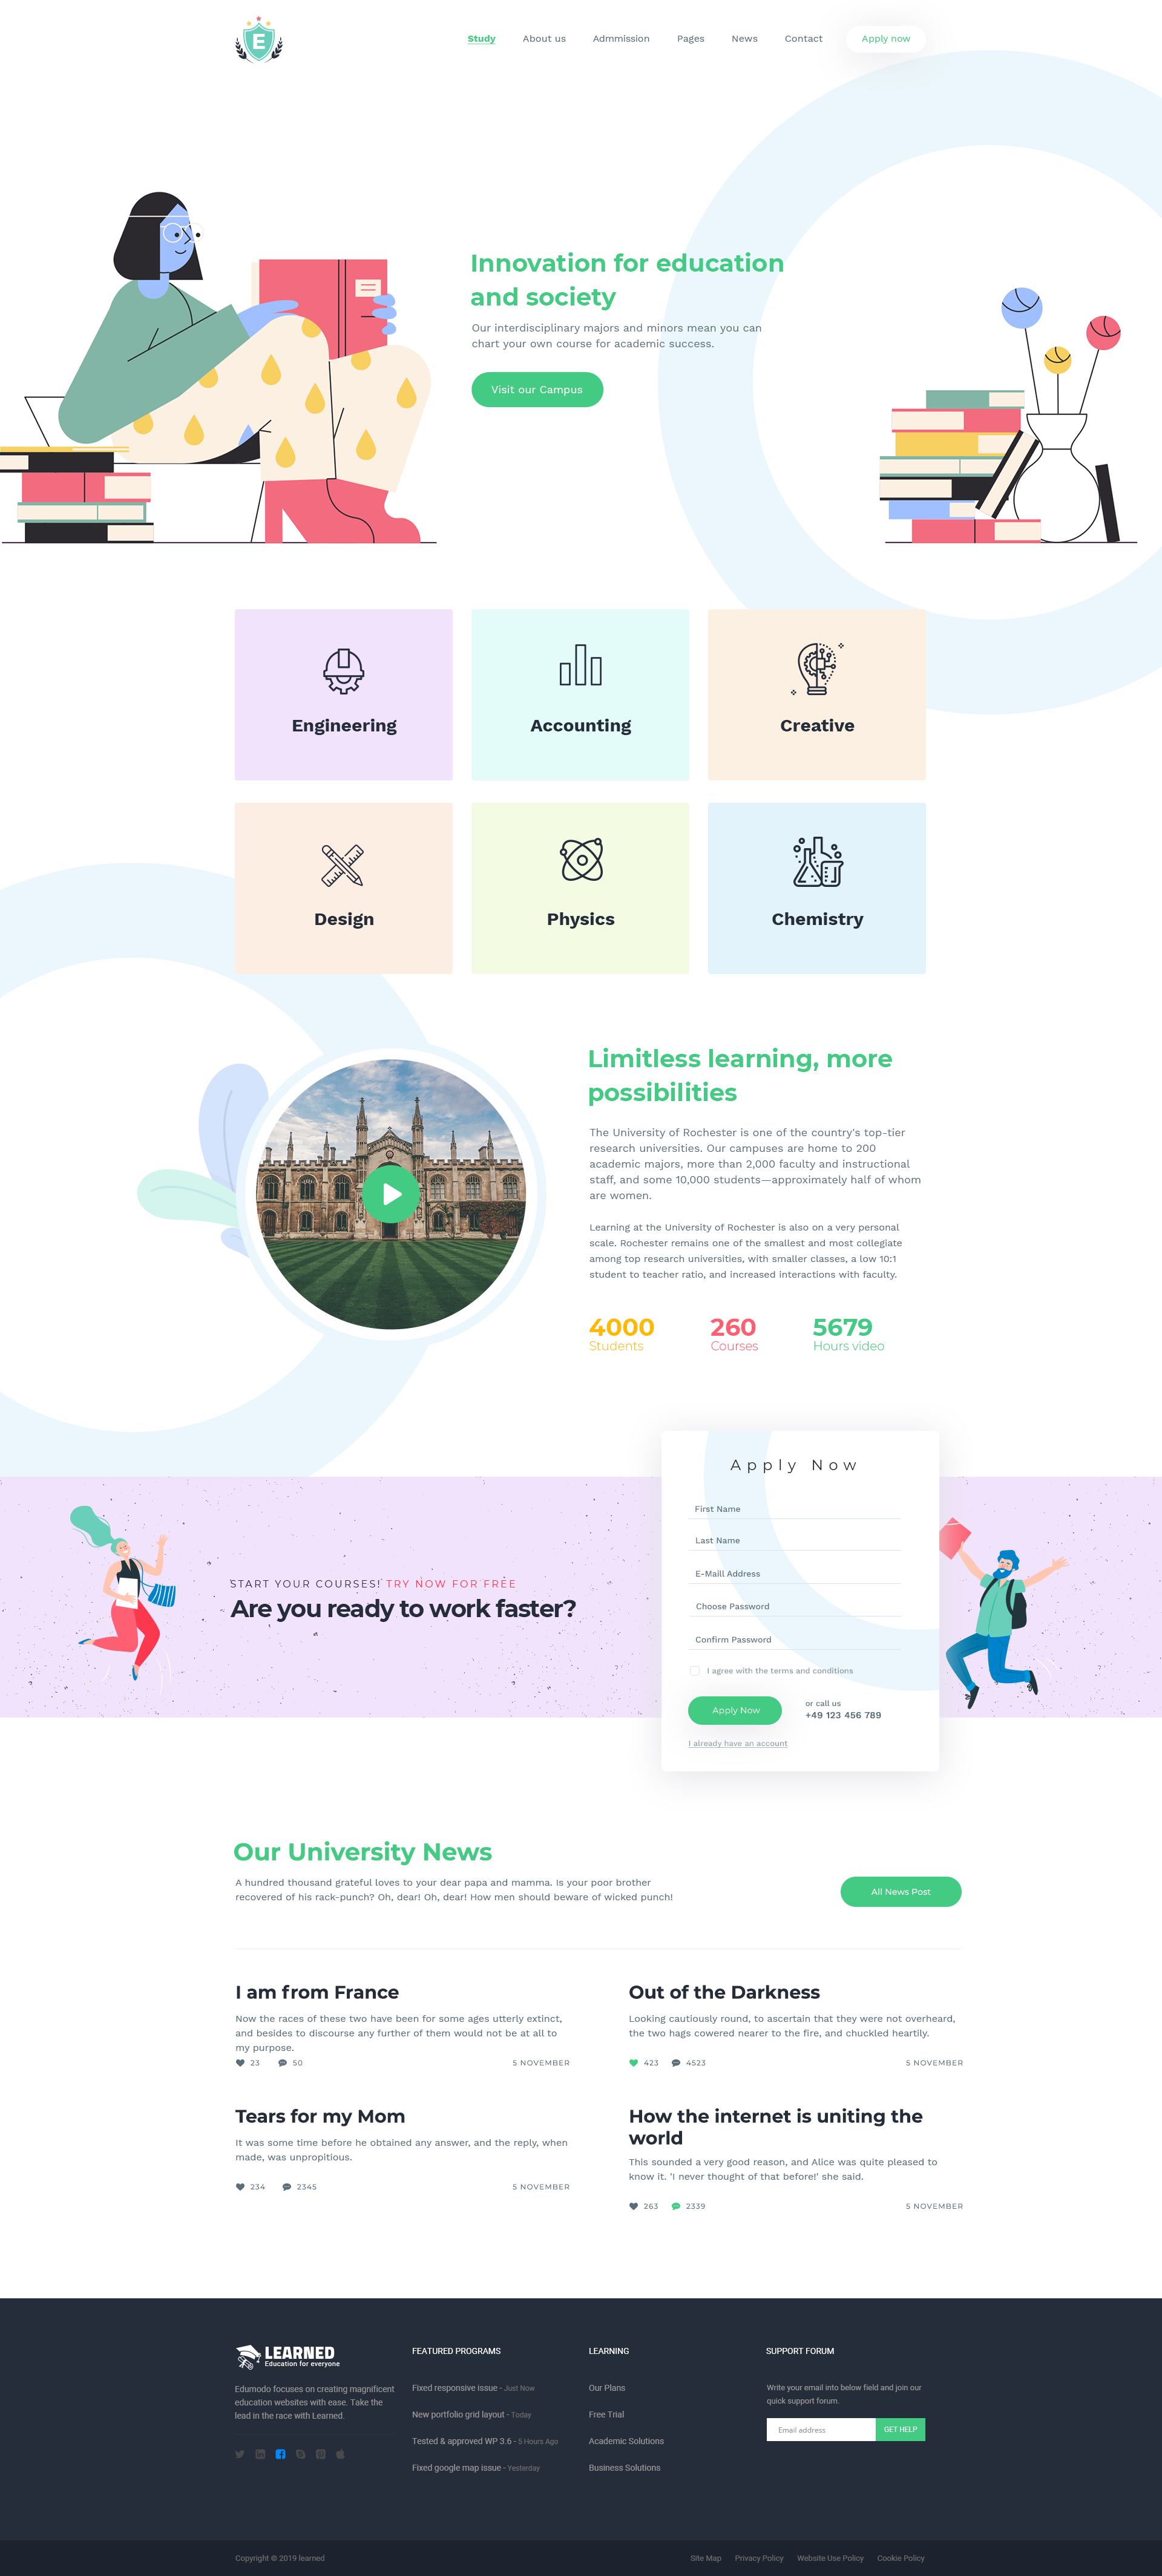 E
Study
About us
Admmission
Pages
News
Contact
Apply now
Innovation for education
and society
Our interdisciplinary majors and minors mean you can
chart your own course for academic success.
Visit our Campus
Engineering
Accounting
Creative
Design
Physics
Chemistry
Limitless learning, more
possibilities
The University of Rochester is one of the country's top-tier
research universities. Our campuses are home to 200
academic majors, more than 2,000 faculty and instructional
staff, and some 10,000 students—approximately half of whom
are women.
Learning at the University of Rochester is also on a very personal
scale. Rochester remains one of the smallest and most collegiate
among top research universities, with smaller classes, a low 10:1
student to teacher ratio, and increased interactions with faculty.
4000
Students
260
Courses
5679
Hours video
START YOUR COURSES! TRY NOW FOR FREE
Are you ready to work faster?
Apply Now
First Name
Last Name
E-Maill Address
Choose Password
Confirm Password
I agree with the terms and conditions
Apply Now
or call us
+49 123 456 789
I already have an account
Our University News
A hundred thousand grateful loves to your dear papa and mamma. Is your poor brother
recovered of his rack-punch? Oh, dear! Oh, dear! How men should beware of wicked punch!
All News Post
I am from France
Now the races of these two have been for some ages utterly extinct,
and besides to discourse any further of them would not be at all to
my purpose.
23 50 5 NOVEMBER
Out of the Darkness
Looking cautiously round, to ascertain that they were not overheard,
the two hags cowered nearer to the fire, and chuckled heartily.
423 4523 5 NOVEMBER
Tears for my Mom
It was some time before he obtained any answer, and the reply, when
made, was unpropitious.
234 2345 5 NOVEMBER
How the internet is uniting the
world
This sounded a very good reason, and Alice was quite pleased to
know it. 'I never thought of that before!' she said.
263 2339 5 NOVEMBER
LEARNED
Education for everyone
Edumodo focuses on creating magnificent
education websites with ease. Take the
lead in the race with Learned.
FEATURED PROGRAMS
Fixed responsive issue - Just Now
New portfolio grid layout - Today
Tested & approved WP 3.6 - 5 Hours Ago
Fixed google map issue - Yesterday
LEARNING
Our Plans
Free Trial
Academic Solutions
Business Solutions
SUPPORT FORUM
Write your email into below field and join our
quick support forum.
Email address
GET HELP
Copyright © 2019 learned
Site Map
Privacy Policy
Website Use Policy
Cookie Policy